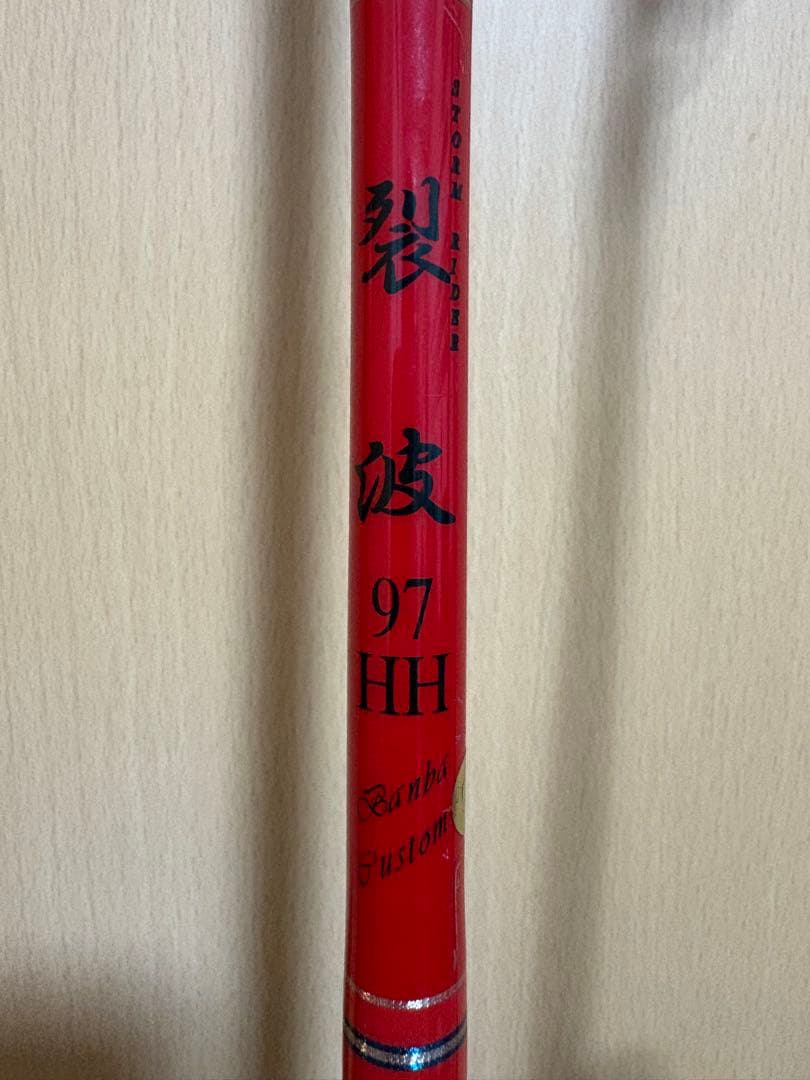 STORM RIDER
裂波
97
HH
Banba
Custom